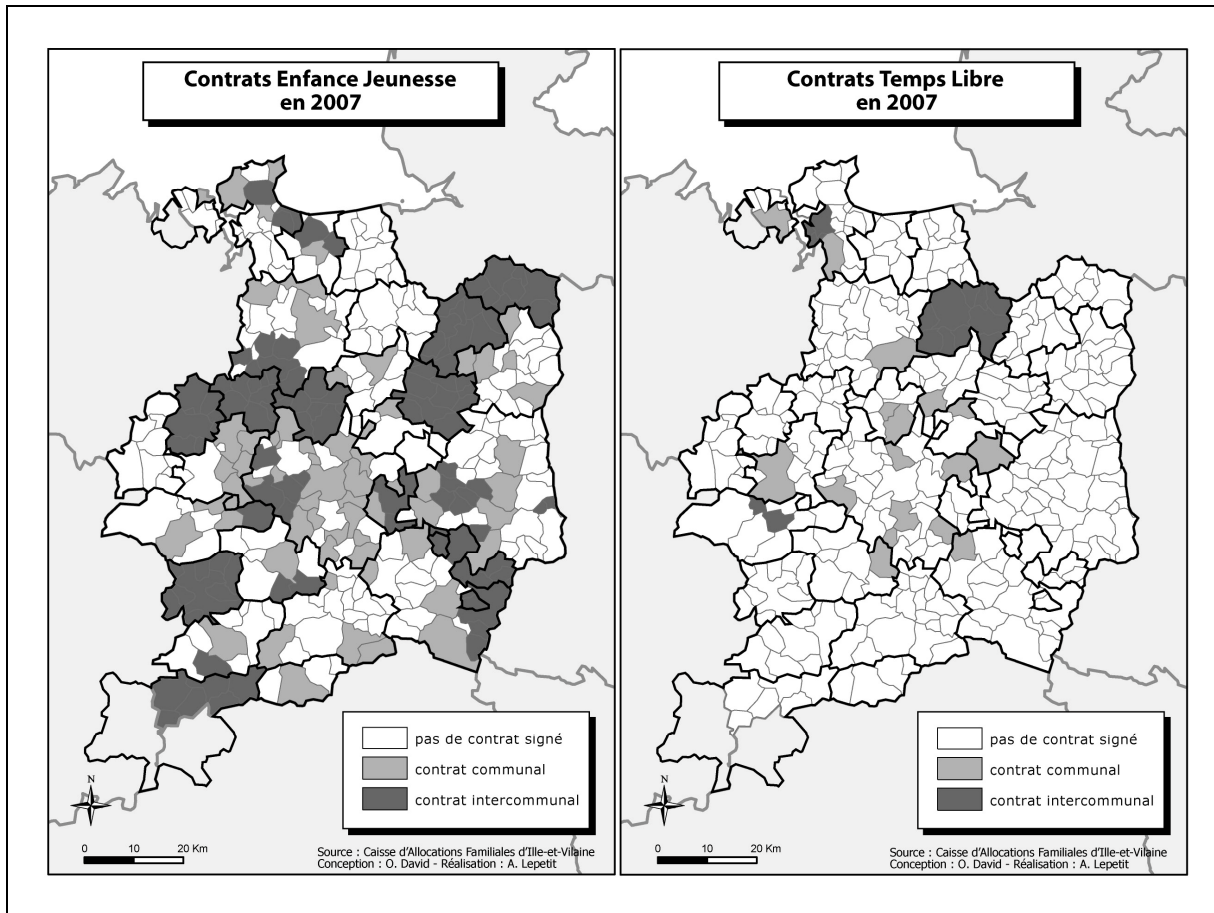 Contrats Enfance Jeunesse
en 2007
pas de contrat signé
contrat communal
contrat intercommunal
N
0 10 20 Km
Source : Caisse d'Allocations Familiales d'Ille-et-Vilaine
Conception : O. David - Réalisation : A. Lepetit
Contrats Temps Libre
en 2007
pas de contrat signé
contrat communal
contrat intercommunal
N
0 10 20 Km
Source : Caisse d'Allocations Familiales d'Ille-et-Vilaine
Conception : O. David - Réalisation : A. Lepetit